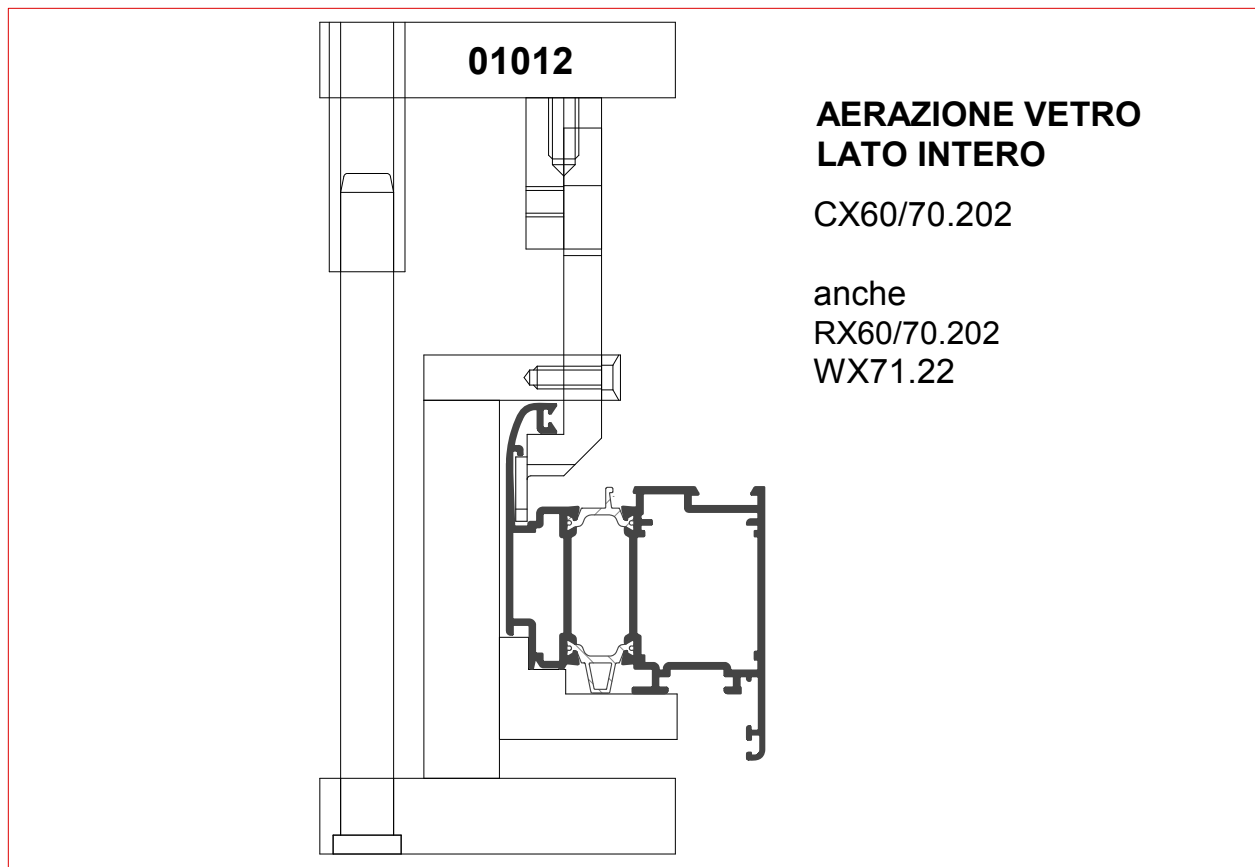 01012
AERAZIONE VETRO
LATO INTERO
CX60/70.202
anche
RX60/70.202
WX71.22